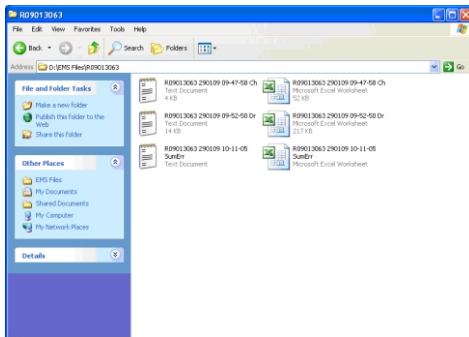 R09013063
File Edit View Favorites Tools Help
Back Search Folders
Address D:\EMS Files\R09013063 Go
File and Folder Tasks
Make a new folder
Publish this folder to the Web
Share this folder
Other Places
EMS Files
My Documents
Shared Documents
My Computer
My Network Places
Details
R09013063 290109 09-47-58 Ch
Text Document
4 KB
R09013063 290109 09-47-58 Ch
Microsoft Excel Worksheet
52 KB
R09013063 290109 09-52-50 Dr
Text Document
14 KB
R09013063 290109 09-52-50 Dr
Microsoft Excel Worksheet
217 KB
R09013063 290109 10-11-05
SumErr
Text Document
R09013063 290109 10-11-05
SumErr
Microsoft Excel Worksheet